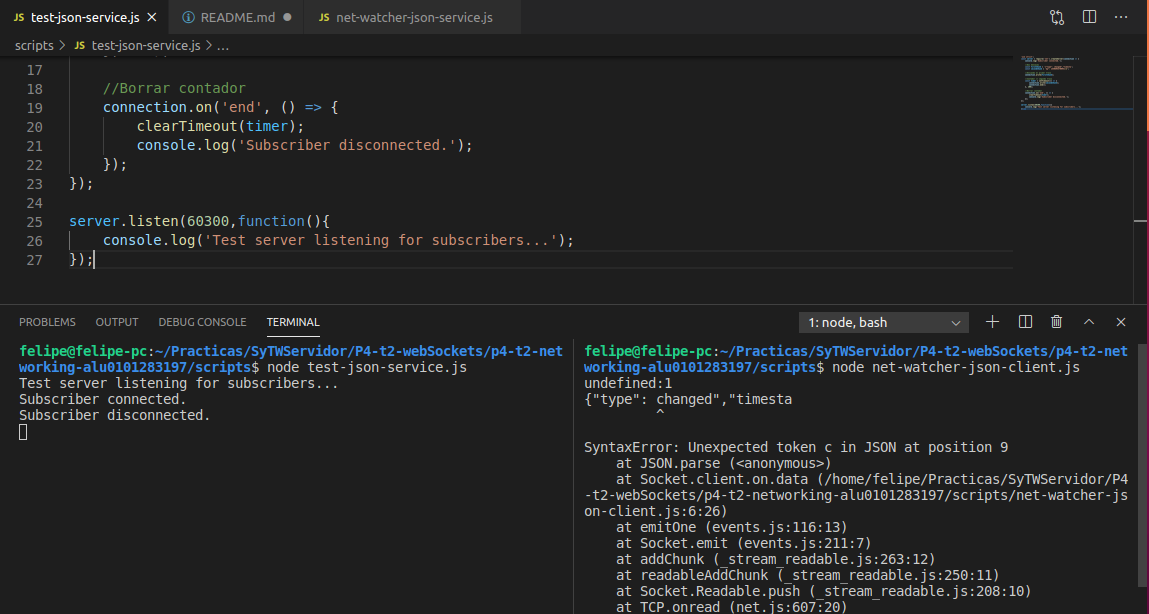 JS test-json-service.js
README.md
JS net-watcher-json-service.js
scripts > JS test-json-service.js > ...
17
18 //Borrar contador
19 connection.on('end', () => {
20 clearTimeout(timer);
21 console.log('Subscriber disconnected.');
22 });
23 });
24
25 server.listen(60300,function(){
26 console.log('Test server listening for subscribers...');
27 });
PROBLEMS OUTPUT DEBUG CONSOLE TERMINAL
1: node, bash
felipe@felipe-pc:~/Practicas/SyTWServidor/P4-t2-webSockets/p4-t2-net
working-alu0101283197/scripts$ node test-json-service.js
Test server listening for subscribers...
Subscriber connected.
Subscriber disconnected.
felipe@felipe-pc:~/Practicas/SyTWServidor/P4-t2-webSockets/p4-t2-net
working-alu0101283197/scripts$ node net-watcher-json-client.js
undefined:1
{"type": changed","timesta
^
SyntaxError: Unexpected token c in JSON at position 9
at JSON.parse (<anonymous>)
at Socket.client.on.data (/home/felipe/Practicas/SyTWServidor/P4
-t2-webSockets/p4-t2-networking-alu0101283197/scripts/net-watcher-js
on-client.js:6:26)
at emitOne (events.js:116:13)
at Socket.emit (events.js:211:7)
at addChunk (_stream_readable.js:263:12)
at readableAddChunk (_stream_readable.js:250:11)
at Socket.Readable.push (_stream_readable.js:208:10)
at TCP.onread (net.js:607:20)